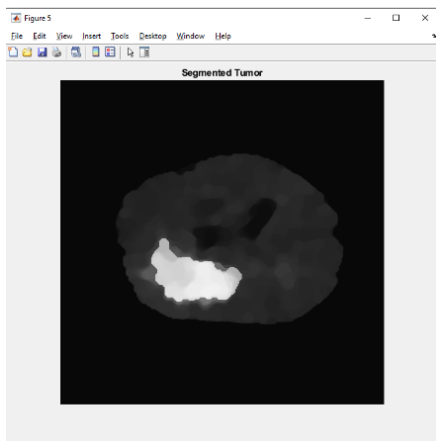 Figure 5
File Edit View Insert Tools Desktop Window Help
Segmented Tumor